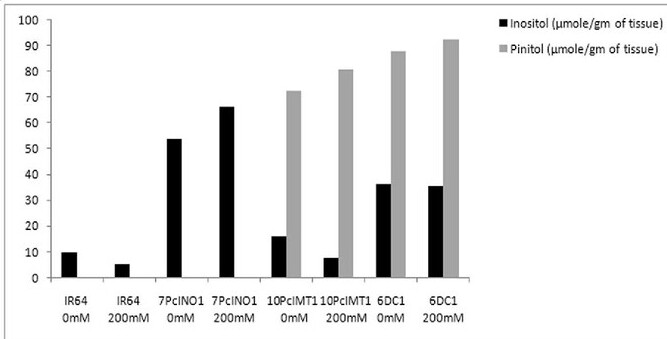 100
90
80
70
60
50
40
30
20
10
0
Inositol (µmole/gm of tissue)
Pinitol (µmole/gm of tissue)
IR64 IR64 7PcINO1 7PcINO1 10PcIMT1 10PcIMT1 6DC1 6DC1
0mM 200mM 0mM 200mM 0mM 200mM 0mM 200mM